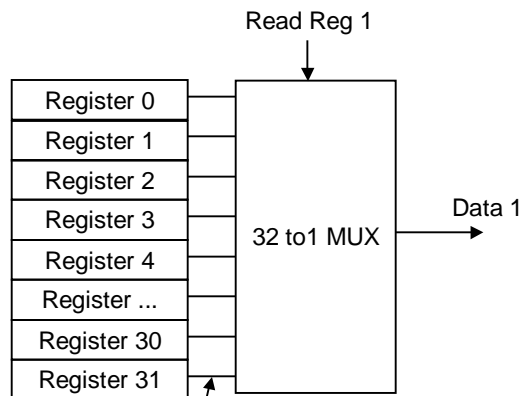 Read Reg 1
Register 0
Register 1
Register 2
Register 3
Register 4
Register ...
Register 30
Register 31
32 to1 MUX
Data 1